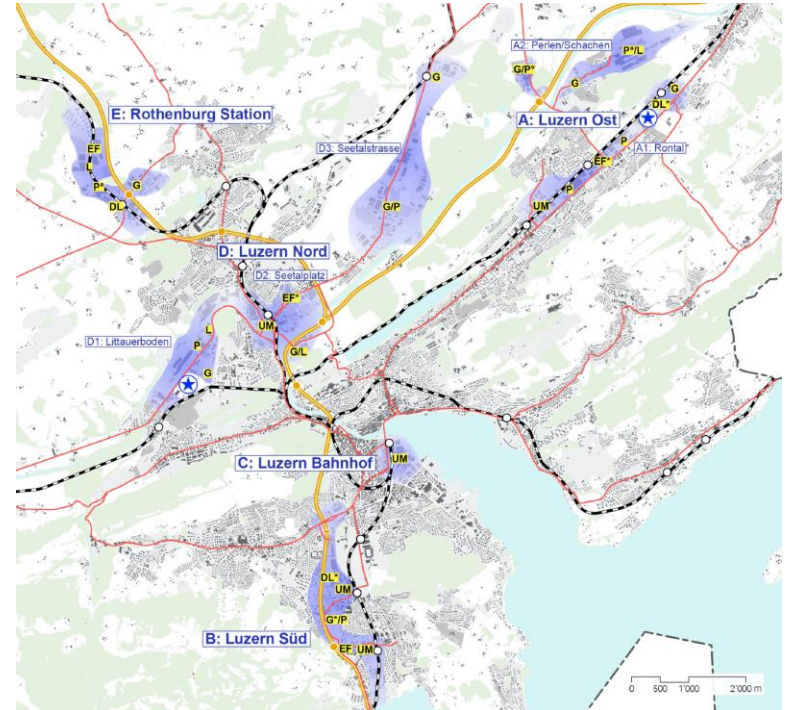 A2: Perlen/Schachen
P°/L
G/P°
G
G
G
DL*
E: Rothenburg Station
A: Luzern Ost
EF
D3: Seetalstrasse
P
A1: Rontal
L
EF*
P°
G
P
DL
G/P
UM
D: Luzern Nord
D2: Seetalplatz
EF*
L
UM
D1: Littauerboden
P
G/L
G
C: Luzern Bahnhof
UM
DL*
UM
G*/P
B: Luzern Süd
EF
UM
0 500 1'000 2'000 m